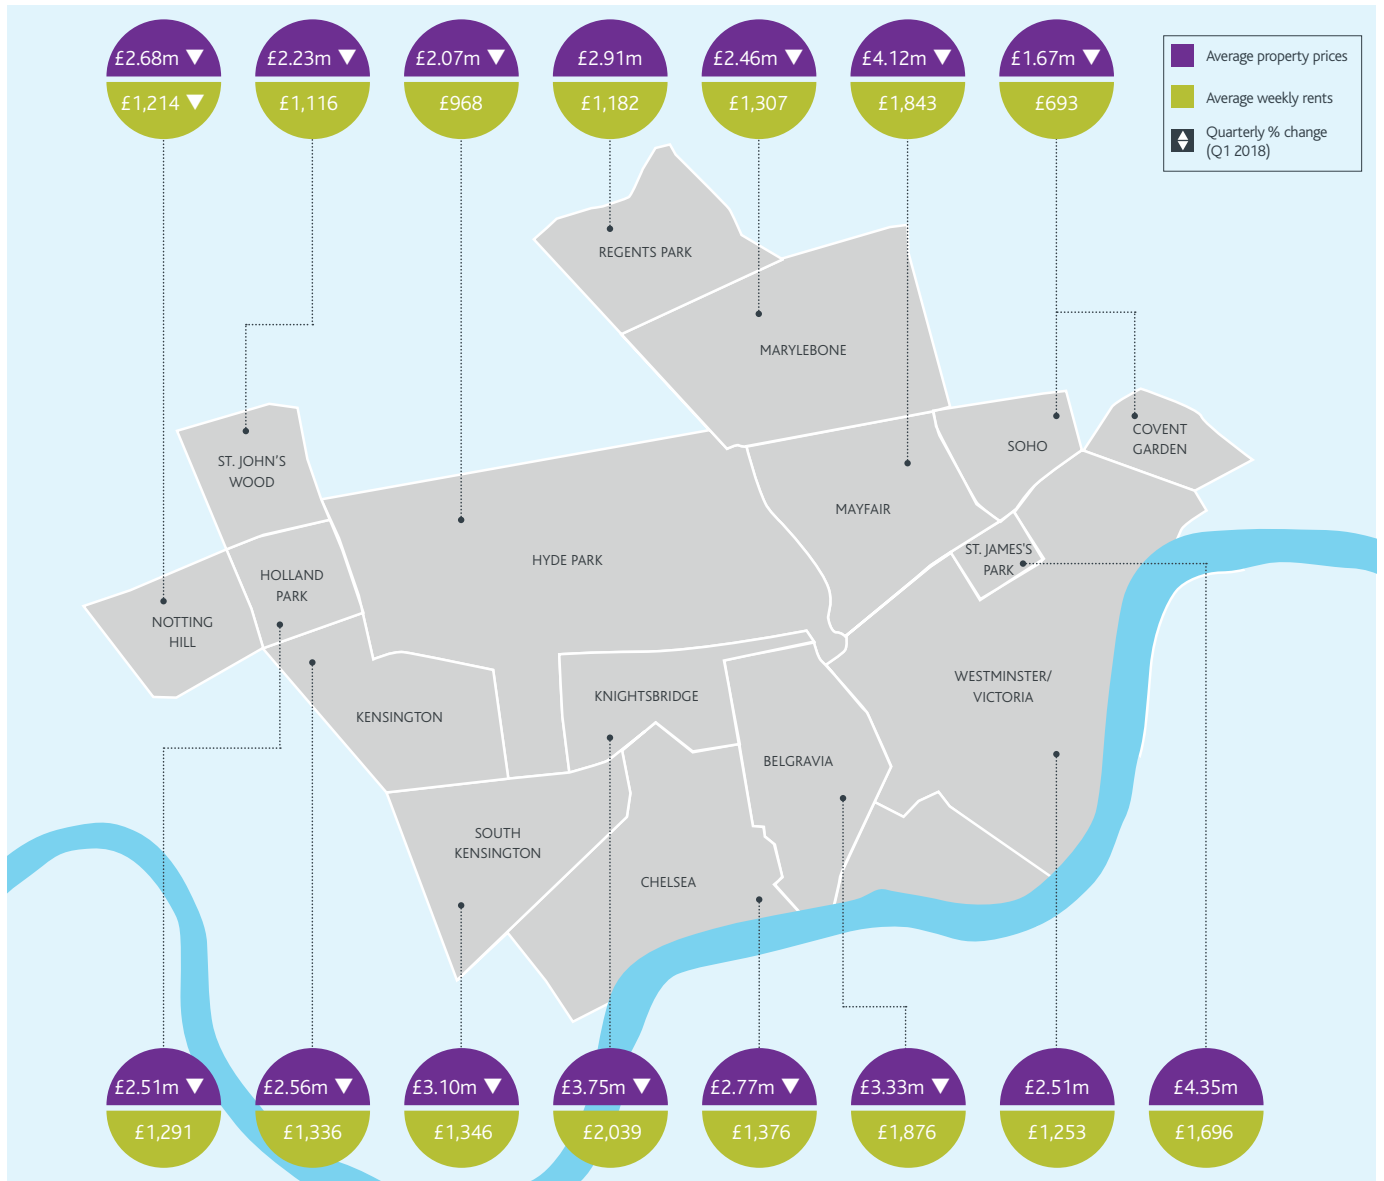 £2.68m ▼
£1,214 ▼
£2.23m ▼
£1,116
£2.07m ▼
£968
£2.91m
£1,182
£2.46m ▼
£1,307
£4.12m ▼
£1,843
£1.67m ▼
£693
Average property prices
Average weekly rents
Quarterly % change
(Q1 2018)
REGENTS PARK
MARYLEBONE
COVENT
GARDEN
SOHO
ST. JOHN'S
WOOD
MAYFAIR
ST. JAMES'S
PARK
HYDE PARK
HOLLAND
PARK
NOTTING
HILL
WESTMINSTER/
VICTORIA
KNIGHTSBRIDGE
KENSINGTON
BELGRAVIA
SOUTH
KENSINGTON
CHELSEA
£2.51m ▼
£1,291
£2.56m ▼
£1,336
£3.10m ▼
£1,346
£3.75m ▼
£2,039
£2.77m ▼
£1,376
£3.33m ▼
£1,876
£2.51m
£1,253
£4.35m
£1,696